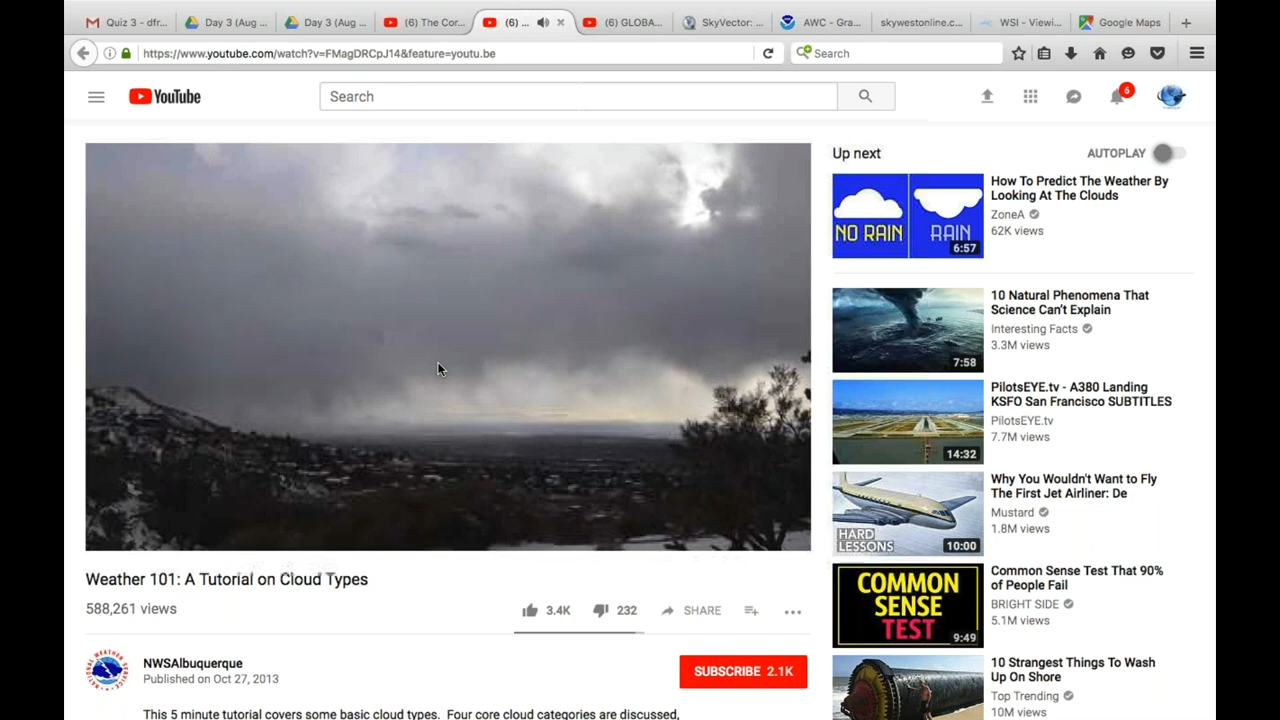 Quiz 3 - dfr...
Day 3 (Aug ...
Day 3 (Aug ...
(6) The Cor...
(6) ...
(6) GLOBA...
SkyVector: ...
AWC - Gra...
skywestonline.c...
WSI - Viewi...
Google Maps
https://www.youtube.com/watch?v=FMagDRCpJ14&feature=youtu.be
Search
YouTube
Search
6
Up next
AUTOPLAY
NO RAIN
RAIN
6:57
How To Predict The Weather By
Looking At The Clouds
ZoneA
62K views
7:58
10 Natural Phenomena That
Science Can't Explain
Interesting Facts
3.3M views
14:32
PilotsEYE.tv - A380 Landing
KSFO San Francisco SUBTITLES
PilotsEYE.tv
7.7M views
HARD
LESSONS
10:00
Why You Wouldn't Want to Fly
The First Jet Airliner: De
Mustard
1.8M views
COMMON
SENSE
TEST
9:49
Common Sense Test That 90%
of People Fail
BRIGHT SIDE
5.1M views
10 Strangest Things To Wash
Up On Shore
Top Trending
10M views
Weather 101: A Tutorial on Cloud Types
588,261 views
3.4K
232
SHARE
NWSAlbuquerque
Published on Oct 27, 2013
SUBSCRIBE 2.1K
This 5 minute tutorial covers some basic cloud types. Four core cloud categories are discussed,